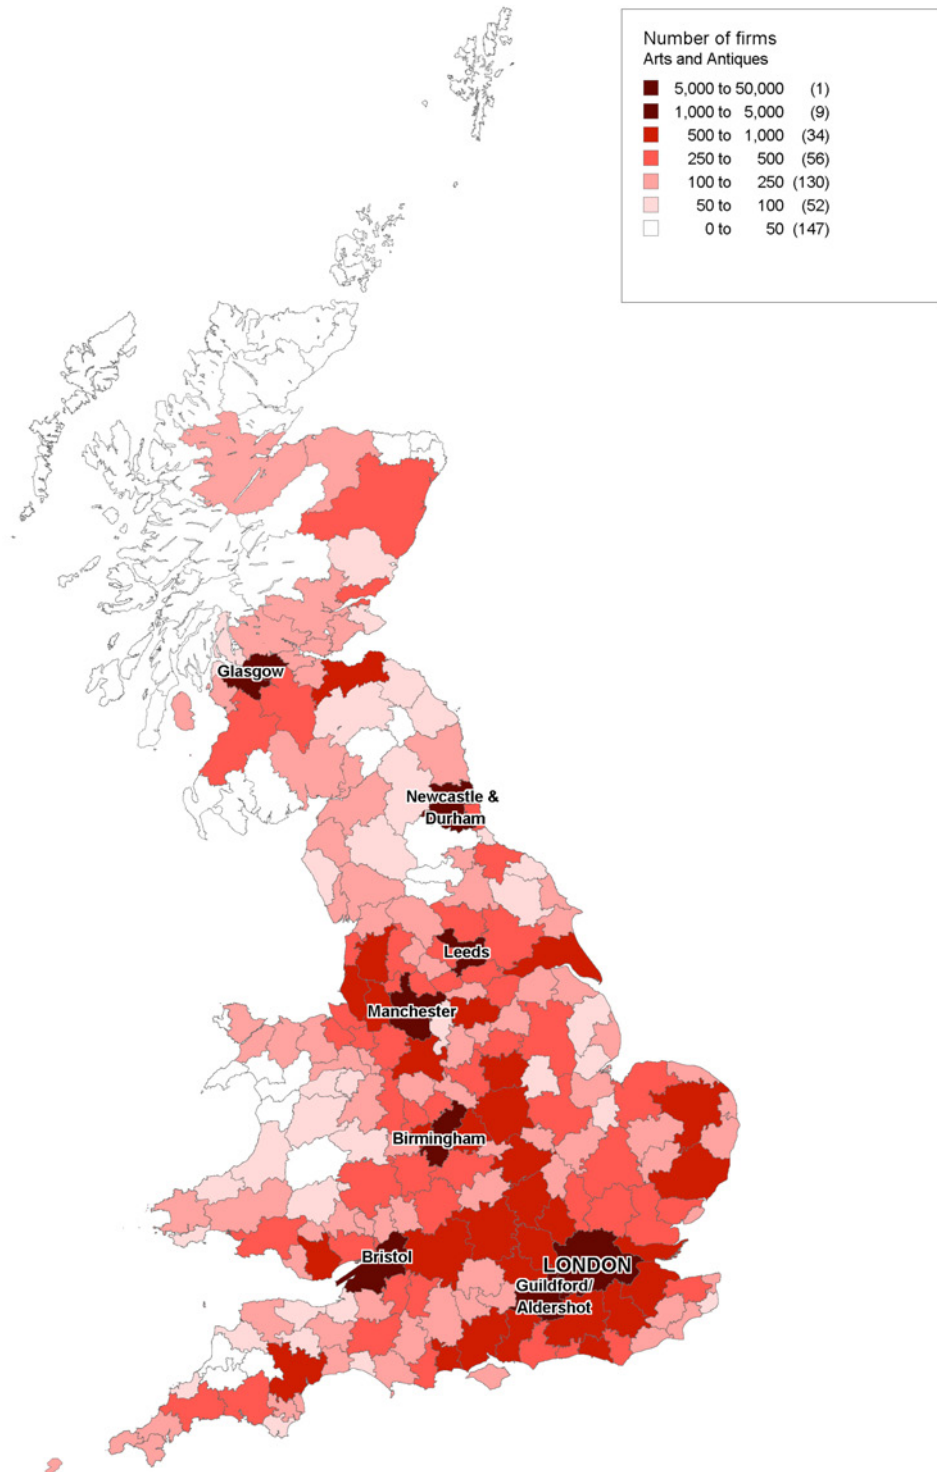 Number of firms
Arts and Antiques
5,000 to 50,000 (1)
1,000 to 5,000 (9)
500 to 1,000 (34)
250 to 500 (56)
100 to 250 (130)
50 to 100 (52)
0 to 50 (147)
Glasgow
Newcastle &
Durham
Leeds
Manchester
Birmingham
Bristol
LONDON
Guildford/
Aldershot